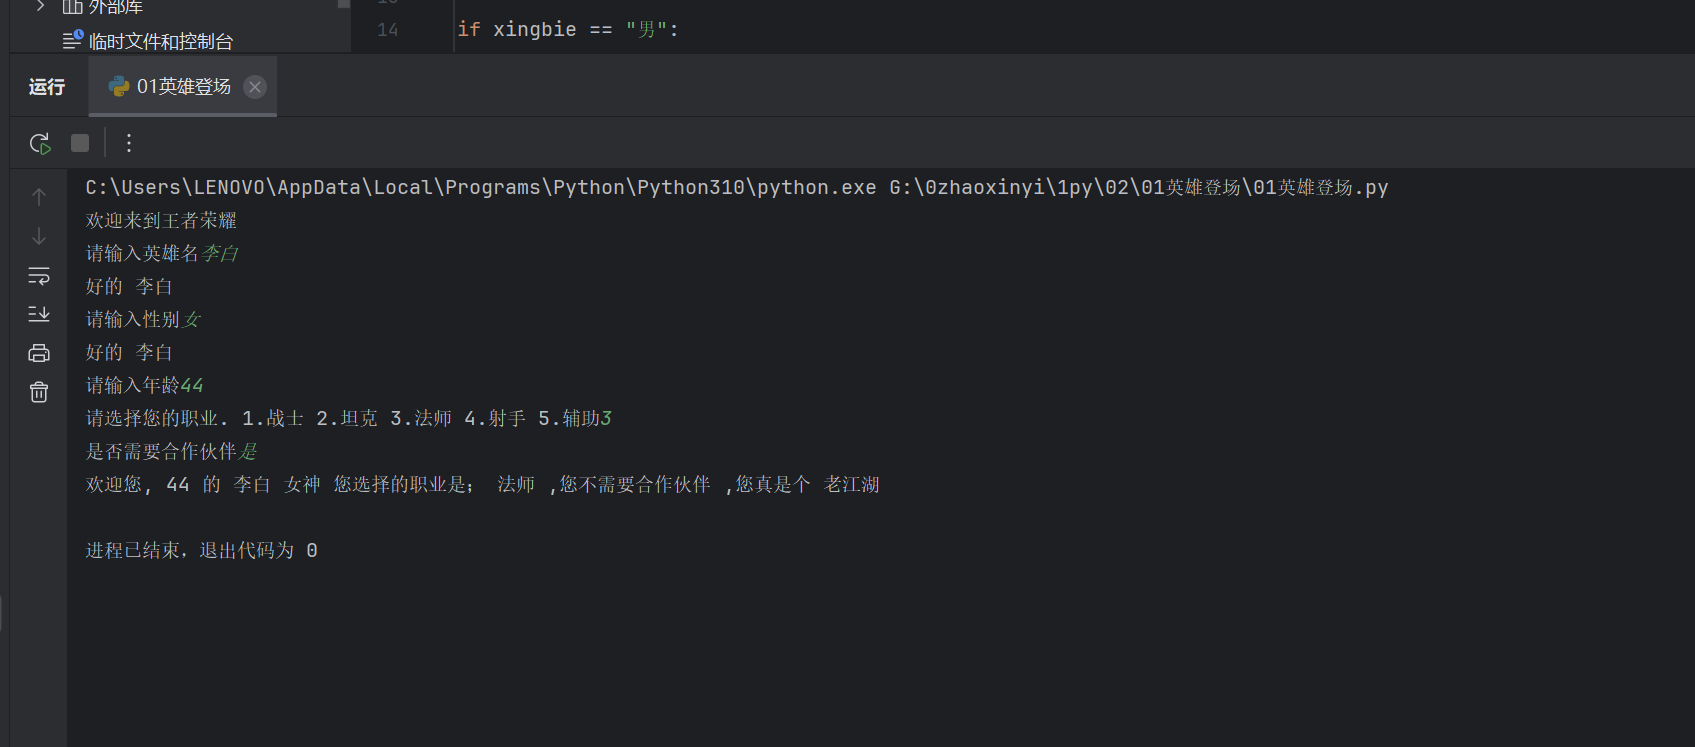 外部库
临时文件和控制台
14 if xingbie == "男":
运行 01英雄登场
C:\Users\LENOVO\AppData\Local\Programs\Python\Python310\python.exe G:\0zhaoxinyi\1py\02\01英雄登场\01英雄登场.py
欢迎来到王者荣耀
请输入英雄名李白
好的 李白
请输入性别女
好的 李白
请输入年龄44
请选择您的职业. 1.战士 2.坦克 3.法师 4.射手 5.辅助3
是否需要合作伙伴是
欢迎您, 44 的 李白 女神 您选择的职业是; 法师 ,您不需要合作伙伴 ,您真是个 老江湖
进程已结束，退出代码为 0